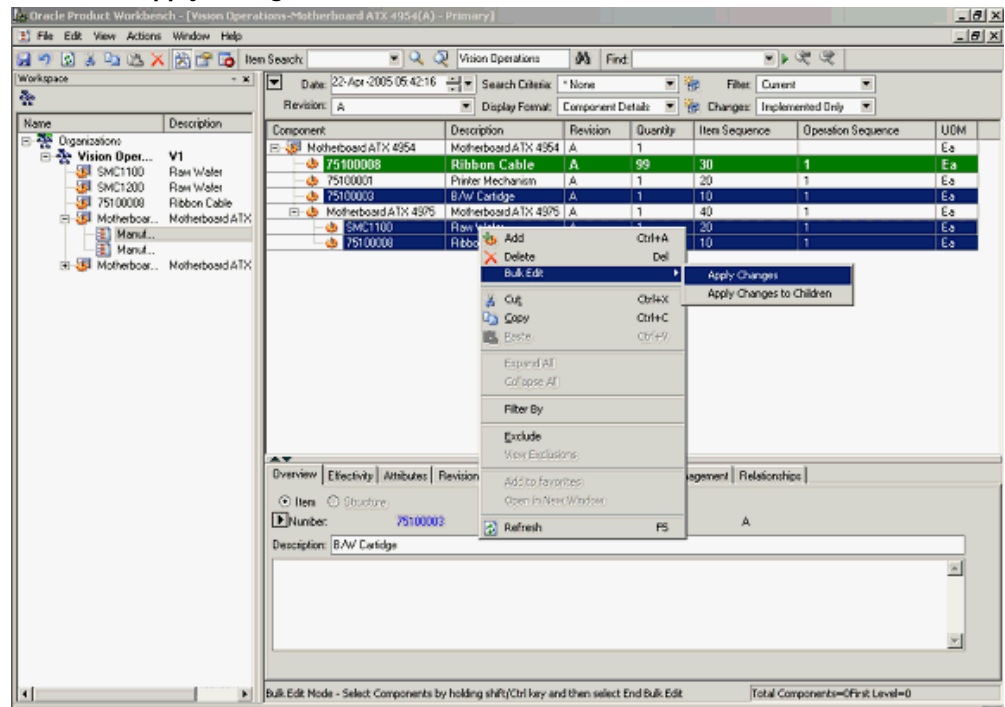 Oracle Product Workbench - [Vision Operations-Motherboard ATX 4954(A) - Primary]
File Edit View Actions Window Help
Item Search: Vision Operations Find:
Workspace
Date: 22-Apr-2005 05:42:16 Search Criteria: * None Filter: Current
Revision: A Display Format: Component Details Changes: Implemented Only
Name Description
Component Description Revision Quantity Item Sequence Operation Sequence UOM
Organizations
Vision Oper... V1
SMC1100 Raw Wafer
SMC1200 Raw Wafer
75100008 Ribbon Cable
Motherboar... Motherboard ATX
Manuf...
Manuf...
Motherboar... Motherboard ATX
Motherboard ATX 4954 Motherboard ATX 4954 A 1 Ea
75100008 Ribbon Cable A 99 30 1 Ea
75100001 Printer Mechanism A 20 1 Ea
75100003 B/W Cartidge A 1 10 1 Ea
Motherboard ATX 4975 Motherboard ATX 4975 A 1 40 1 Ea
SMC1100 Raw 20 1 Ea
75100008 Ribbo 10 1 Ea
Add Ctrl+A
Delete Del
Bulk Edit
Apply Changes
Apply Changes to Children
Cut Ctrl+X
Copy Ctrl+C
Paste Ctrl+V
Expand All
Collapse All
Filter By
Exclude
View Exclusions
Add to favorites
Open in New Window
Refresh F5
Overview Effectivity Attributes Revision agement Relationships
Item Structure
Number: 75100003 A
Description: B/W Cartidge
Bulk Edit Mode - Select Components by holding shift/Ctrl key and then select End Bulk Edit Total Components=0First Level=0